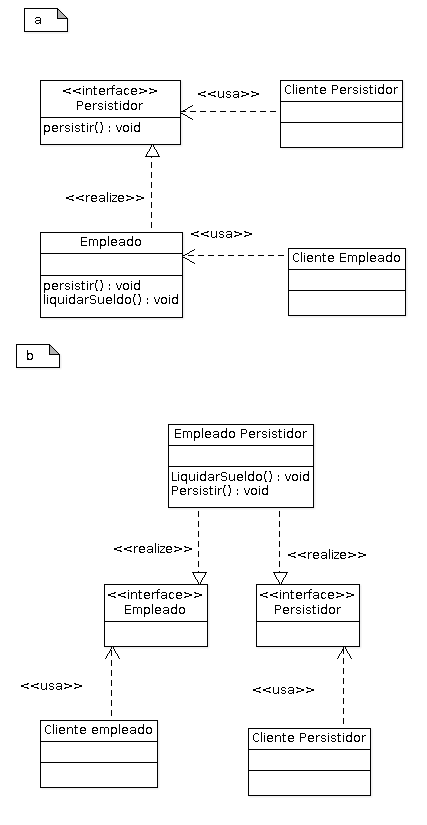 a
<<interface>>
Persistidor
persistir() : void
<<usa>>
Cliente Persistidor
<<realize>>
Empleado
persistir() : void
liquidarSueldo() : void
<<usa>>
Cliente Empleado
b
Empleado Persistidor
LiquidarSueldo() : void
Persistir() : void
<<realize>>
<<realize>>
<<interface>>
Empleado
<<interface>>
Persistidor
<<usa>>
<<usa>>
Cliente empleado
Cliente Persistidor